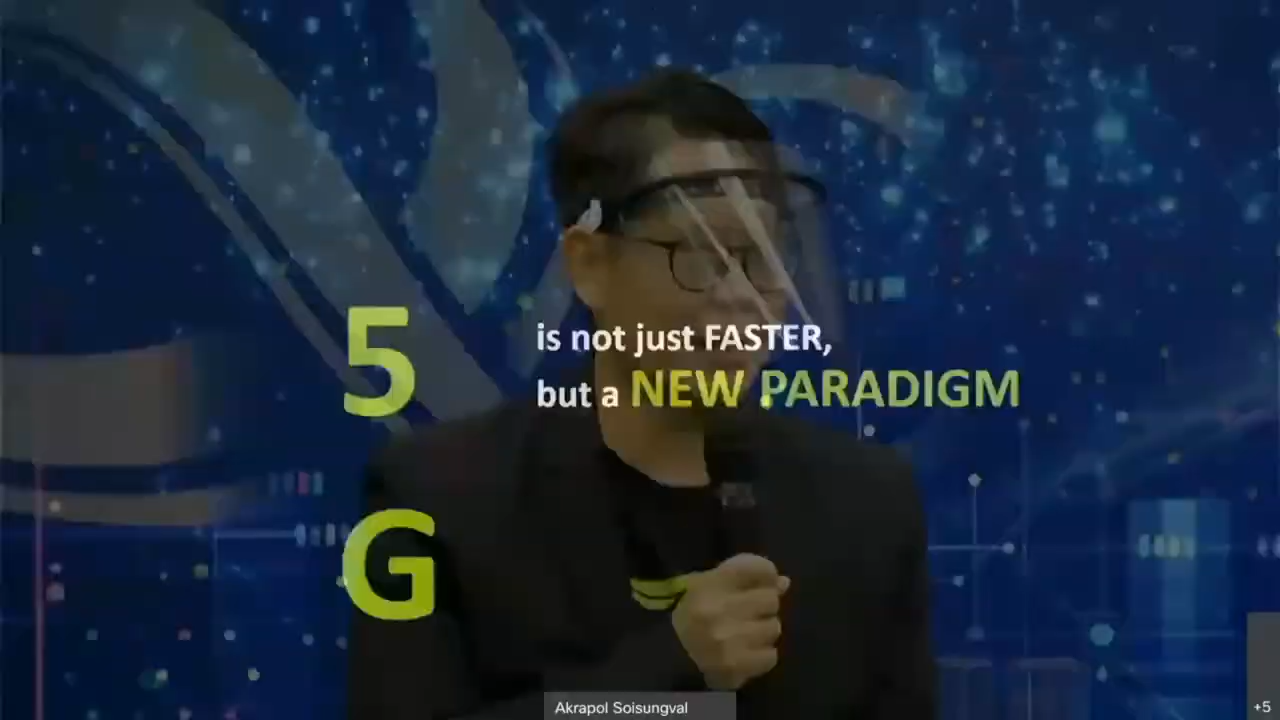 5
G
is not just FASTER,
but a NEW PARADIGM
Akrapol Soisungval
+5